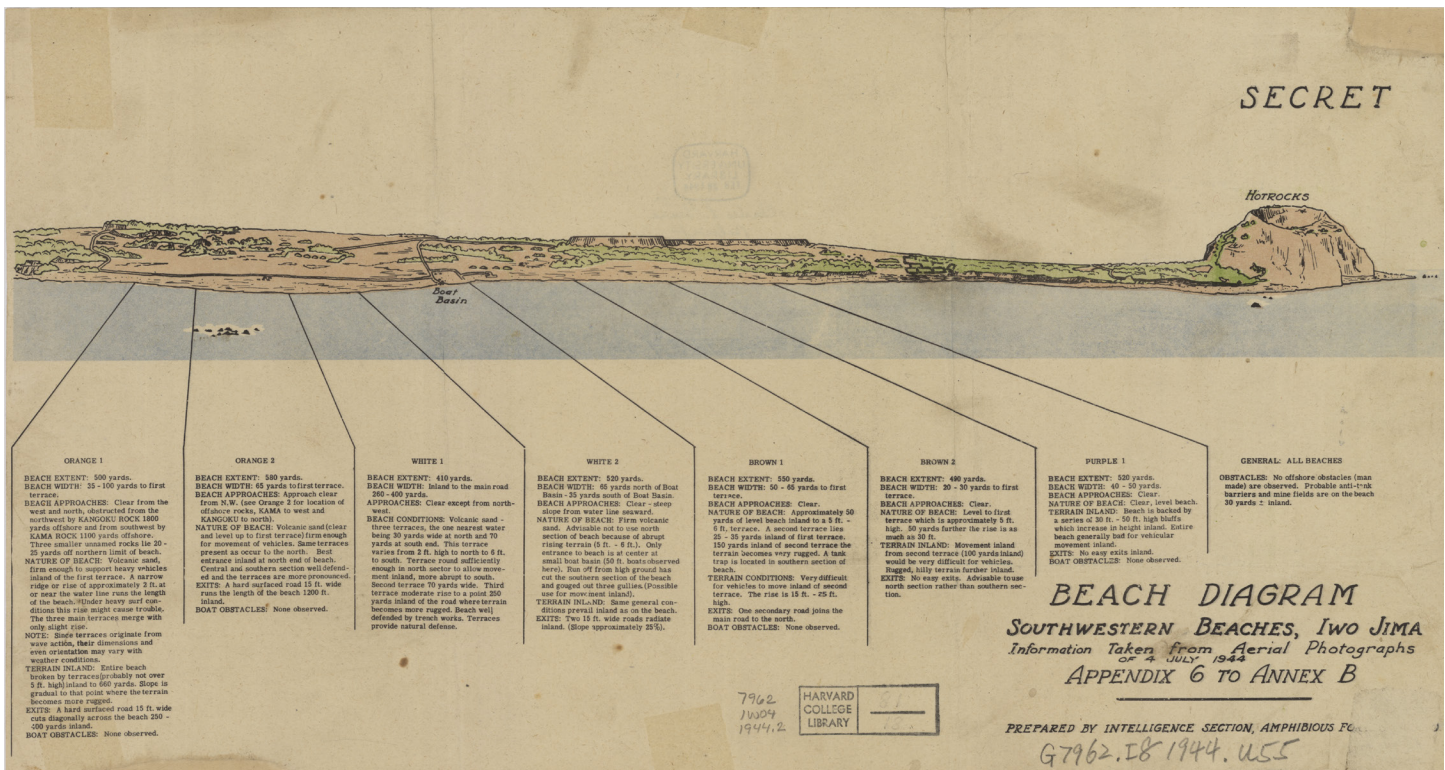 SECRET
HOTROCKS
Boat
Basin
ORANGE 1
BEACH EXTENT: 500 yards.
BEACH WIDTH: 35 - 100 yards to first
terrace.
BEACH APPROACHES: Clear from the
west and north, obstructed from the
northwest by KANGOKU ROCK 1800
yards offshore and from southwest by
KAMA ROCK 1100 yards offshore.
Three smaller unnamed rocks lie 20 -
25 yards off northern limit of beach.
NATURE OF BEACH: Volcanic sand,
firm enough to support heavy vehicles
inland of the first terrace. A narrow
ridge or rise of approximately 2 ft. at
or near the water line runs the length
of the beach. Under heavy surf con-
ditions this rise might cause trouble.
The three main terraces merge with
only slight rise.
NOTE: Since terraces originate from
wave action, their dimensions and
even orientation may vary with
weather conditions.
TERRAIN INLAND: Entire beach
broken by terraces(probably not over
5 ft. high)inland to 660 yards. Slope is
gradual to that point where the terrain
becomes more rugged.
EXITS: A hard surfaced road 15 ft. wide
cuts diagonally across the beach 250 -
400 yards inland.
BOAT OBSTACLES: None observed.
ORANGE 2
BEACH EXTENT: 580 yards.
BEACH WIDTH: 65 yards to first terrace.
BEACH APPROACHES: Approach clear
from N.W. (see Orange 2 for location of
offshore rocks, KAMA to west and
KANGOKU to north).
NATURE OF BEACH: Volcanic sand (clear
and level up to first terrace) firm enough
for movement of vehicles. Same terraces
present as occur to the north. Best
entrance inland at north end of beach.
Central and southern section well defend-
ed and the terraces are more pronounced.
EXITS: A hard surfaced road 15 ft. wide
runs the length of the beach 1200 ft.
inland.
BOAT OBSTACLES: None observed.
WHITE 1
BEACH EXTENT: 410 yards.
BEACH WIDTH: Inland to the main road
260 - 400 yards.
APPROACHES: Clear except from north-
west.
BEACH CONDITIONS: Volcanic sand -
three terraces, the one nearest water
being 30 yards wide at north and 70
yards at south end. This terrace
varies from 2 ft. high to north to 6 ft.
to south. Terrace round sufficiently
enough in north sector to allow move-
ment inland, more abrupt to south.
Second terrace 70 yards wide. Third
terrace moderate rise to a point 250
yards inland of the road where terrain
becomes more rugged. Beach well
defended by trench works. Terraces
provide natural defense.
WHITE 2
BEACH EXTENT: 520 yards.
BEACH WIDTH: 65 yards north of Boat
Basin - 35 yards south of Boat Basin.
BEACH APPROACHES: Clear - steep
slope from water line seaward.
NATURE OF BEACH: Firm volcanic
sand. Advisable not to use north
section of beach because of abrupt
rising terrain (5 ft. - 6 ft.). Only
entrance to beach is at center at
small boat basin (50 ft. boats observed
here). Run off from high ground has
cut the southern section of the beach
and gouged out three gullies. (Possible
use for movement inland).
TERRAIN INLAND: Same general con-
ditions prevail inland as on the beach.
EXITS: Two 15 ft. wide roads radiate
inland. (Slope approximately 25%).
BROWN 1
BEACH EXTENT: 550 yards.
BEACH WIDTH: 50 - 65 yards to first
terrace.
BEACH APPROACHES: Clear.
NATURE OF BEACH: Approximately 50
yards of level beach inland to a 5 ft. -
6 ft. terrace. A second terrace lies
25 - 35 yards inland of first terrace.
150 yards inland of second terrace the
terrain becomes very rugged. A tank
trap is located in southern section of
beach.
TERRAIN CONDITIONS: Very difficult
for vehicles to move inland of second
terrace. The rise is 15 ft. - 25 ft.
high.
EXITS: One secondary road joins the
main road to the north.
BOAT OBSTACLES: None observed.
BROWN 2
BEACH EXTENT: 490 yards.
BEACH WIDTH: 20 - 30 yards to first
terrace.
BEACH APPROACHES: Clear.
NATURE OF BEACH: Level to first
terrace which is approximately 5 ft.
high. 50 yards further the rise is as
much as 30 ft.
TERRAIN INLAND: Movement inland
from second terrace (100 yards inland)
would be very difficult for vehicles.
Rugged, hilly terrain further inland.
EXITS: No easy exits. Advisable to use
north section rather than southern sec-
tion.
PURPLE 1
BEACH EXTENT: 520 yards.
BEACH WIDTH: 40 - 50 yards.
BEACH APPROACHES: Clear.
NATURE OF BEACH: Clear, level beach.
TERRAIN INLAND: Beach is backed by
a series of 30 ft. - 50 ft. high bluffs
which increase in height inland. Entire
beach generally bad for vehicular
movement inland.
EXITS: No easy exits inland.
BOAT OBSTACLES: None observed.
GENERAL: ALL BEACHES
OBSTACLES: No offshore obstacles (man
made) are observed. Probable anti-tank
barriers and mine fields are on the beach
30 yards ± inland.
BEACH DIAGRAM
SOUTHWESTERN BEACHES, IWO JIMA
Information Taken from Aerial Photographs
OF 4 JULY 1944
APPENDIX 6 TO ANNEX B
PREPARED BY INTELLIGENCE SECTION, AMPHIBIOUS
7962
IW04
1944.2
HARVARD
COLLEGE
LIBRARY
G7962.I8 1944.U55